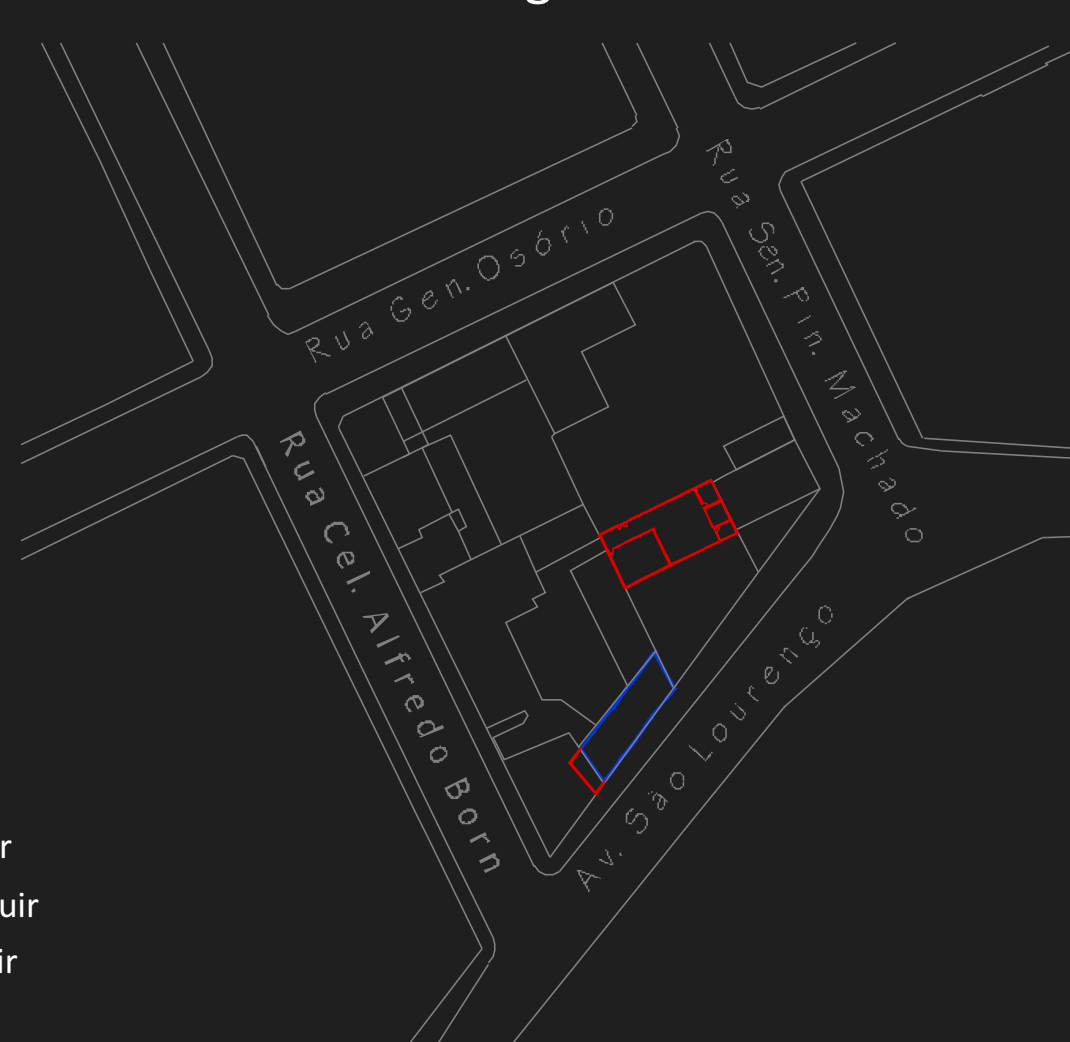 Rua Gen. Osório
Rua Sen. Pin. Machado
Rua Cel. Alfredo Born
Av. São Lourenço
r
uir
ir